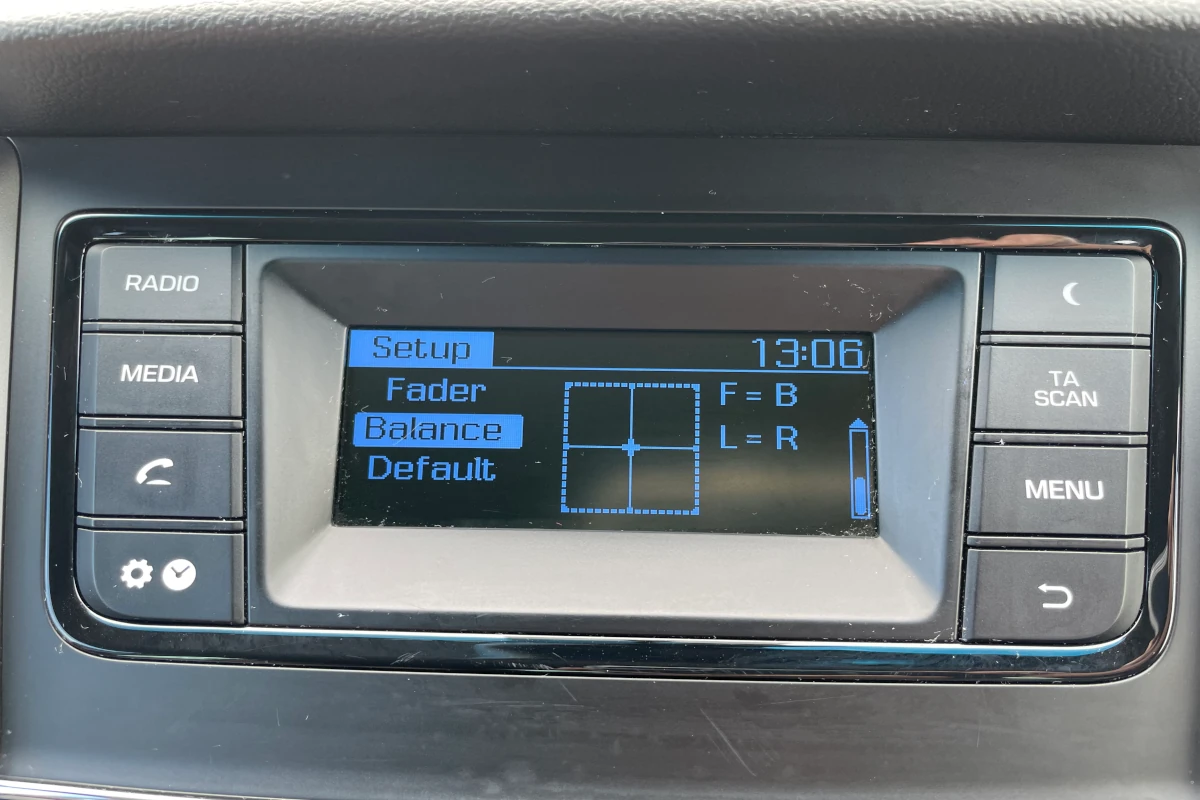 RADIO
MEDIA
Setup 13:06
Fader
Balance
Default
F = B
L = R
TA
SCAN
MENU